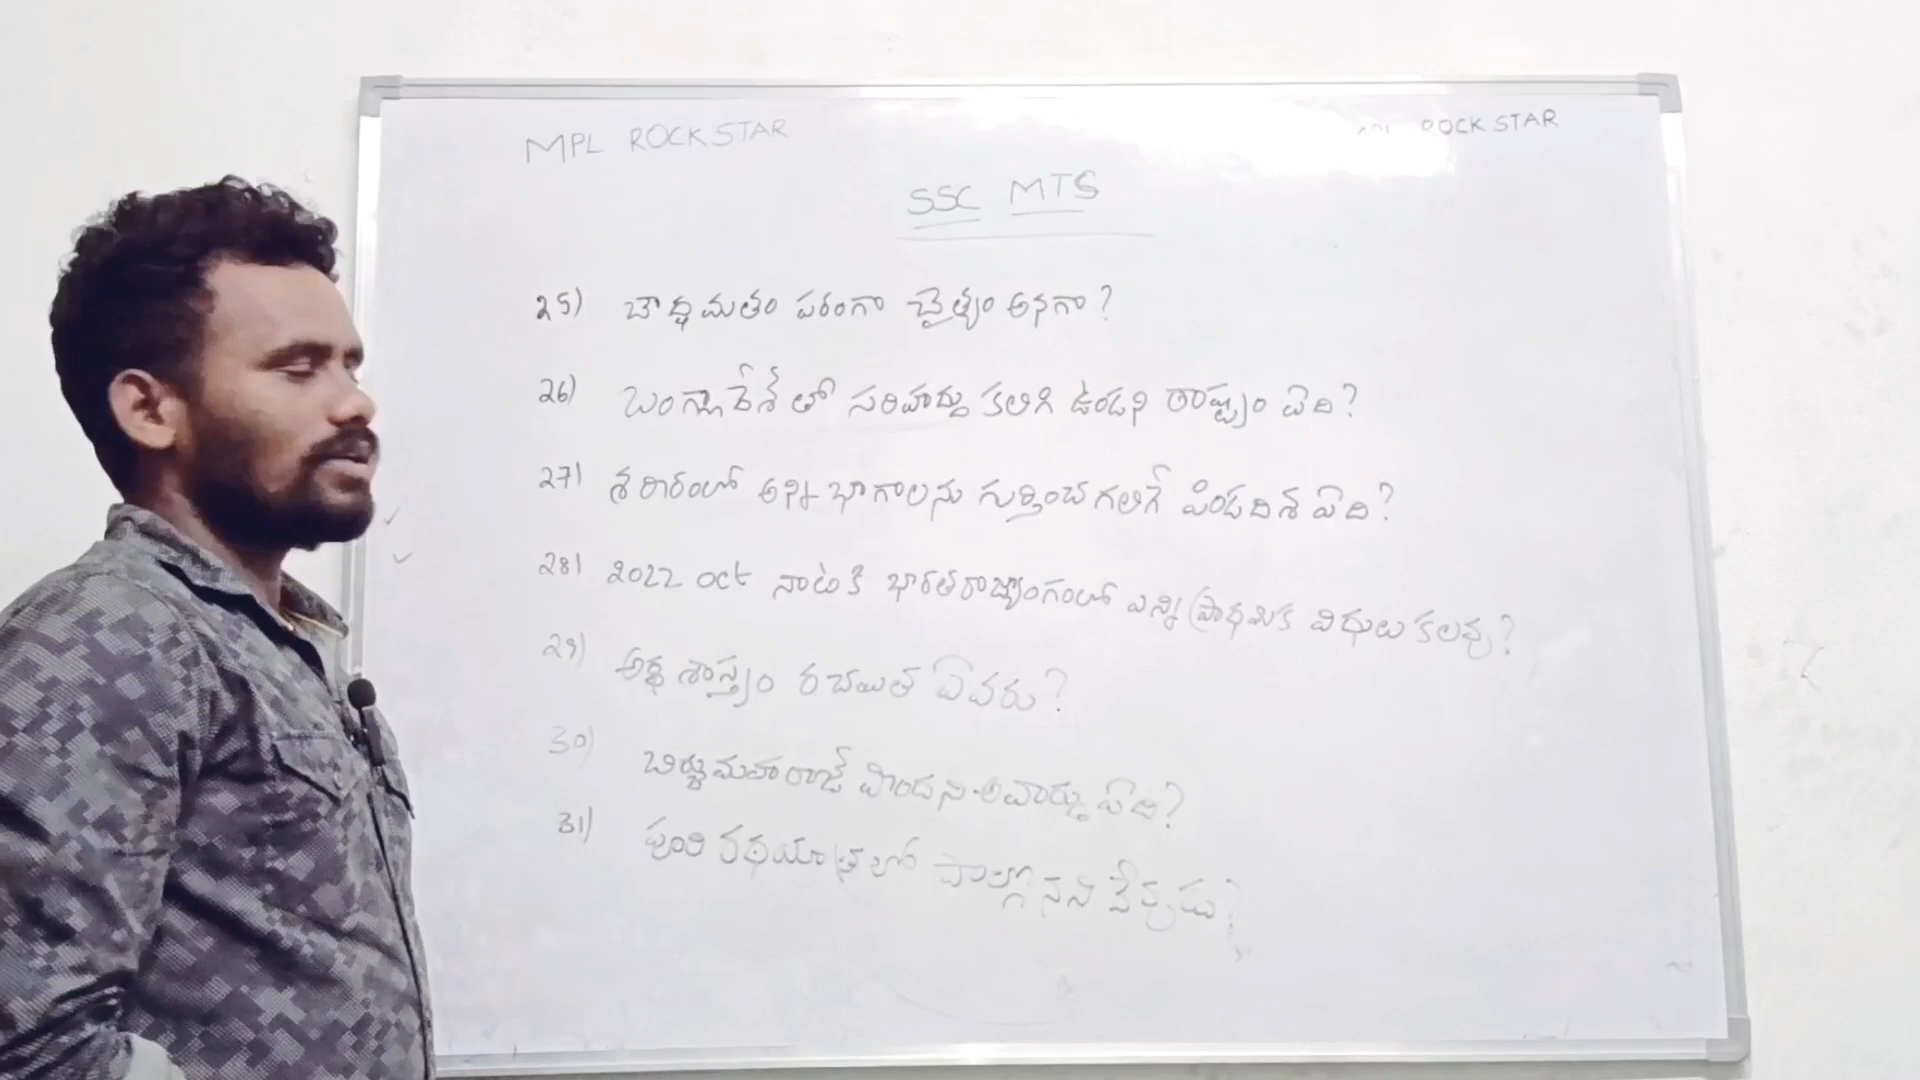 MPL ROCK STAR
ROCK STAR
SSC MTS
25) బౌద్ధమతం పరంగా చైత్యం అనగా?
26) బంగ్లాదేశ్ తో సరిహద్దు కలిగి ఉండని రాష్ట్రం ఏది?
27) శరీరంలో అన్ని భాగాలను గుర్తించగలిగే పిండదశ ఏది?
28) 2022 oct నాటికి భారతరాజ్యాంగంలో ఎన్ని ప్రాథమిక విధులు కలవు?
29) అర్థశాస్త్రం రచయిత ఏవరు?
30) బిర్జుమహరాజ్ పొందని అవార్డు ఏది?
31) పూరి రథయాత్రలో పాల్గొనని దేవుడు?